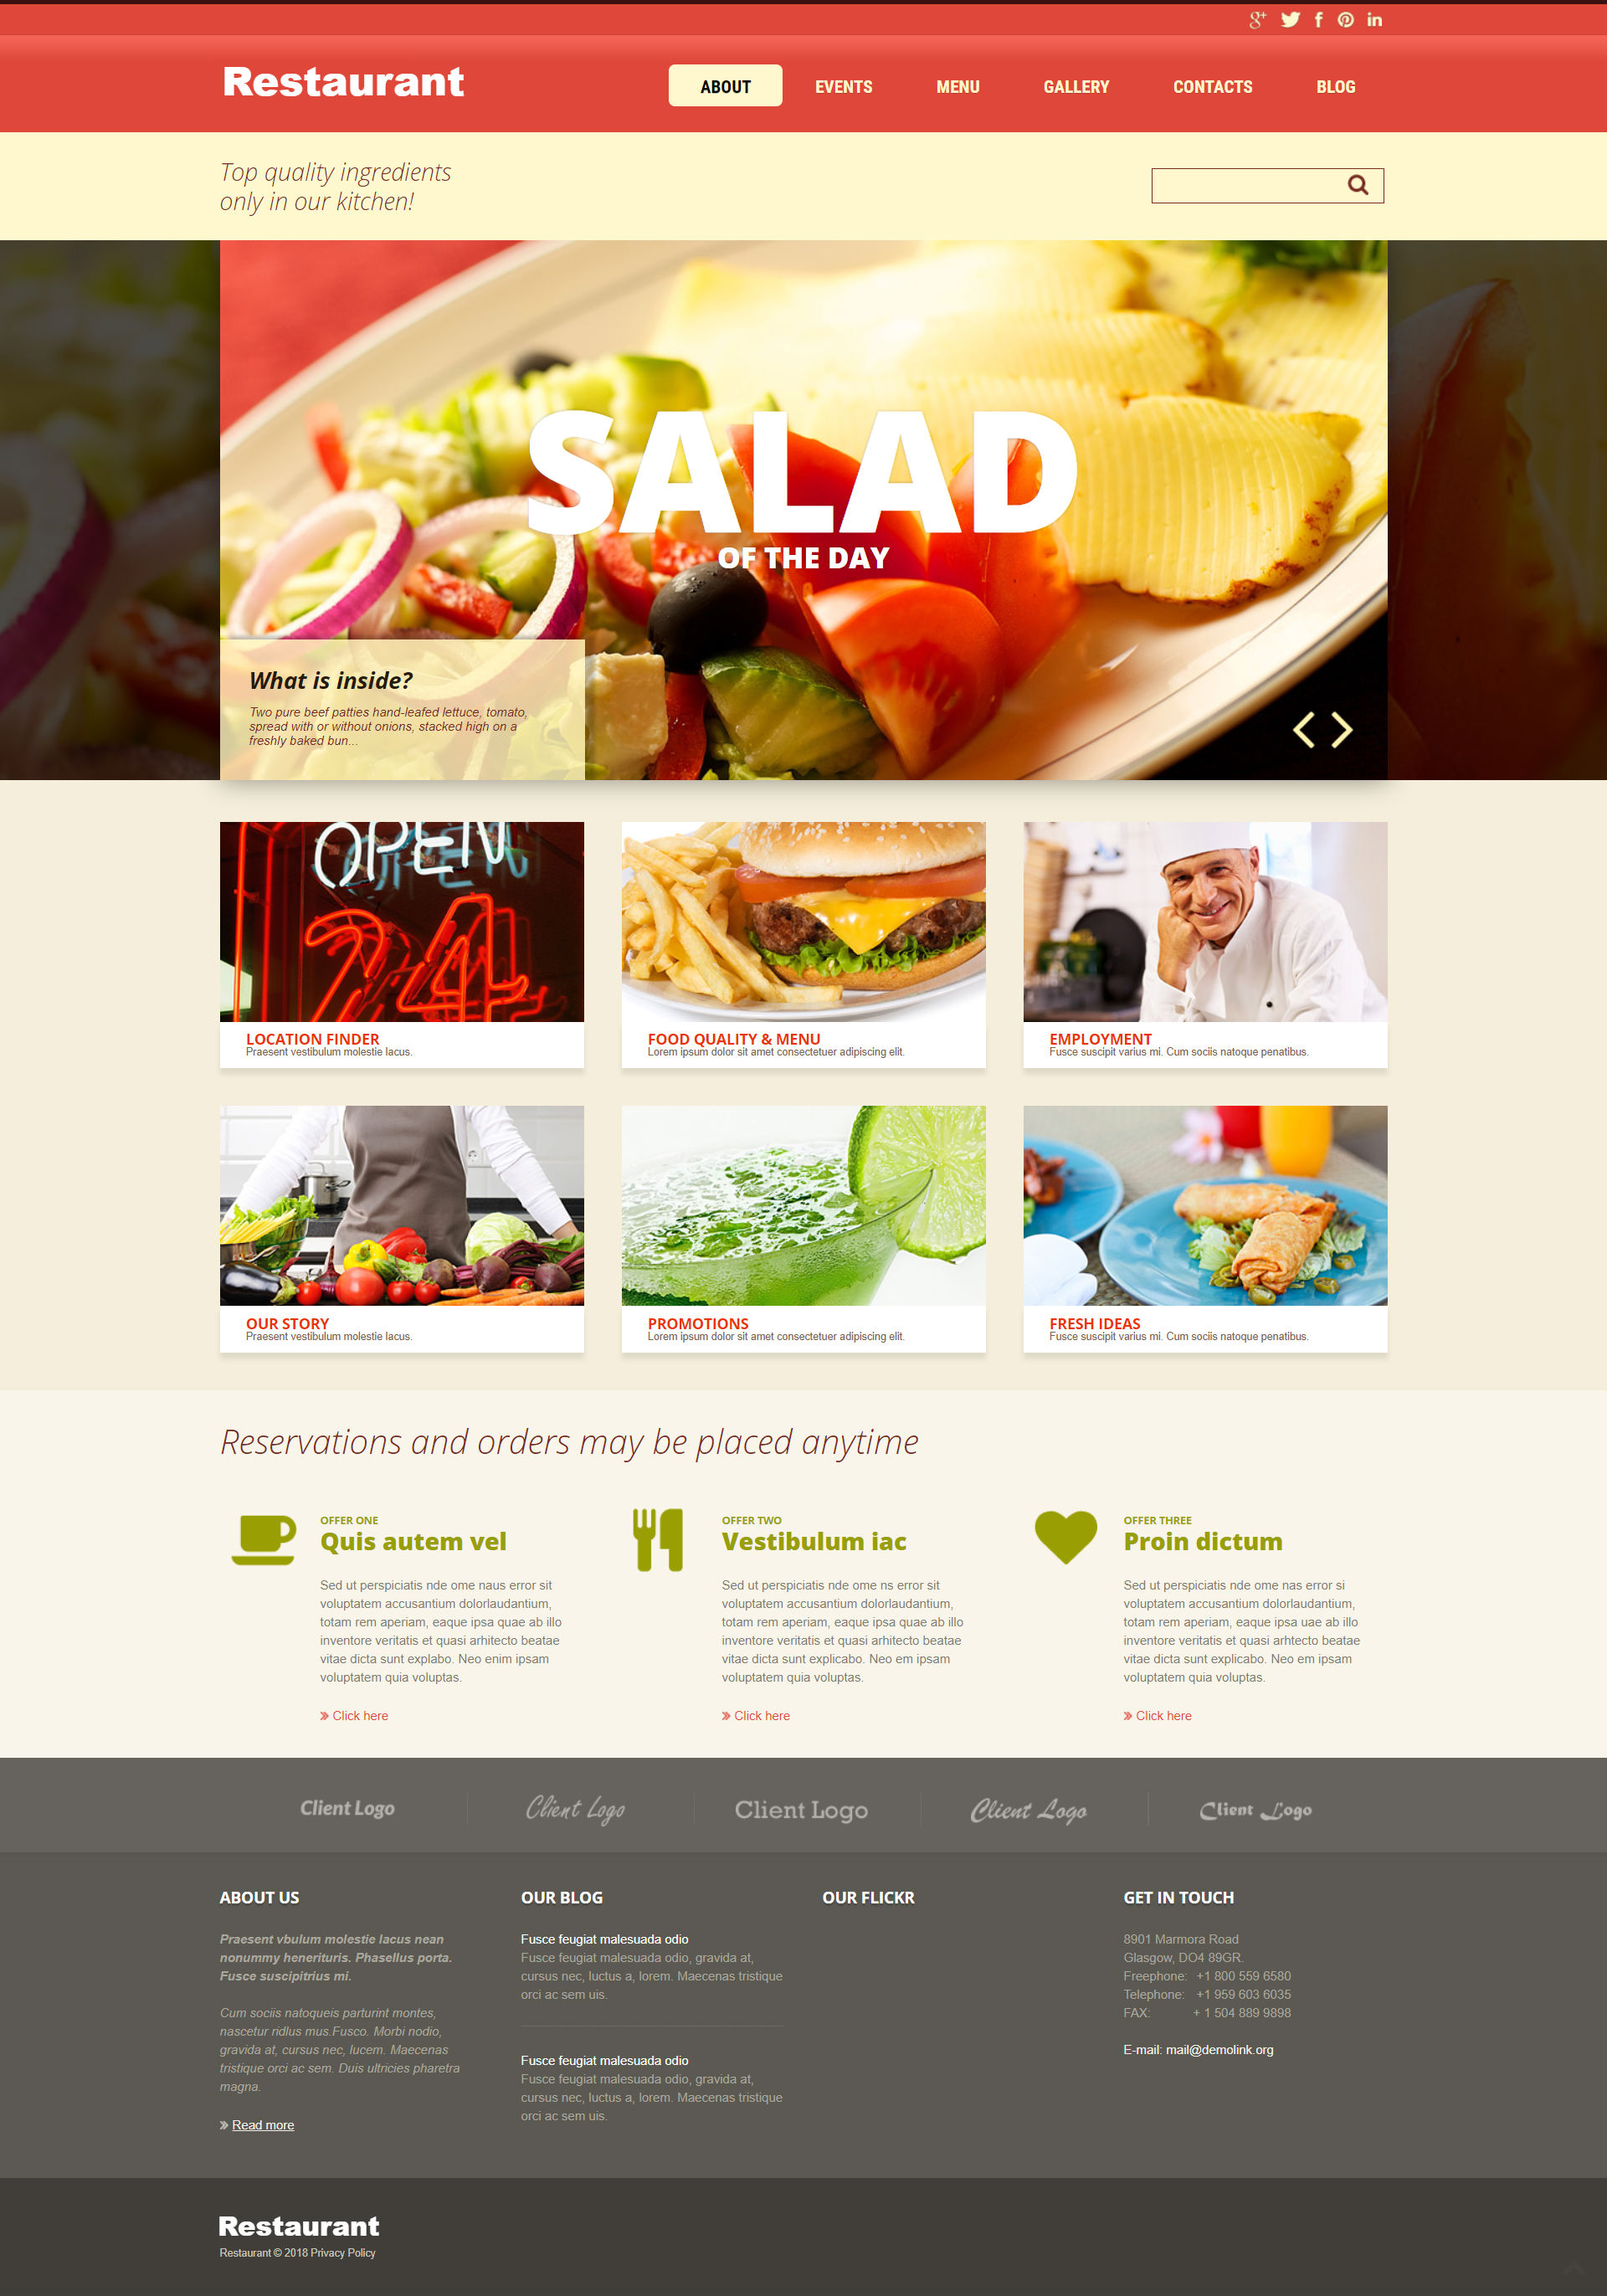 Restaurant
ABOUT EVENTS MENU GALLERY CONTACTS BLOG
Top quality ingredients
only in our kitchen!
SALAD
OF THE DAY
What is inside?
Two pure beef patties hand-leafed lettuce, tomato,
spread with or without onions, stacked high on a
freshly baked bun...
OPEN
24
LOCATION FINDER
Praesent vestibulum molestie lacus.
FOOD QUALITY & MENU
Lorem ipsum dolor sit amet consectetuer adipiscing elit.
EMPLOYMENT
Fusce suscipit varius mi. Cum sociis natoque penatibus.
OUR STORY
Praesent vestibulum molestie lacus.
PROMOTIONS
Lorem ipsum dolor sit amet consectetuer adipiscing elit.
FRESH IDEAS
Fusce suscipit varius mi. Cum sociis natoque penatibus.
Reservations and orders may be placed anytime
OFFER ONE
Quis autem vel
Sed ut perspiciatis nde ome naus error sit
voluptatem accusantium dolorlaudantium,
totam rem aperiam, eaque ipsa quae ab illo
inventore veritatis et quasi arhitecto beatae
vitae dicta sunt explabo. Neo enim ipsam
voluptatem quia voluptas.
Click here
OFFER TWO
Vestibulum iac
Sed ut perspiciatis nde ome ns error sit
voluptatem accusantium dolorlaudantium,
totam rem aperiam, eaque ipsa quae ab illo
inventore veritatis et quasi arhitecto beatae
vitae dicta sunt explicabo. Neo em ipsam
voluptatem quia voluptas.
Click here
OFFER THREE
Proin dictum
Sed ut perspiciatis nde ome nas error si
voluptatem accusantium dolorlaudantium,
totam rem aperiam, eaque ipsa uae ab illo
inventore veritatis et quasi arhtecto beatae
vitae dicta sunt explicabo. Neo em ipsam
voluptatem quia voluptas.
Click here
Client Logo
Client Logo
Client Logo
Client Logo
Client Logo
ABOUT US
Praesent vbulum molestie lacus nean
nonummy henerituris. Phasellus porta.
Fusce suscipitrius mi.
Cum sociis natoqueis parturint montes,
nascetur ridlus mus.Fusco. Morbi nodio,
gravida at, cursus nec, lucem. Maecenas
tristique orci ac sem. Duis ultricies pharetra
magna.
Read more
OUR BLOG
Fusce feugiat malesuada odio
Fusce feugiat malesuada odio, gravida at,
cursus nec, luctus a, lorem. Maecenas tristique
orci ac sem uis.
Fusce feugiat malesuada odio
Fusce feugiat malesuada odio, gravida at,
cursus nec, luctus a, lorem. Maecenas tristique
orci ac sem uis.
OUR FLICKR
GET IN TOUCH
8901 Marmora Road
Glasgow, DO4 89GR.
Freephone: +1 800 559 6580
Telephone: +1 959 603 6035
FAX: + 1 504 889 9898
E-mail: mail@demolink.org
Restaurant
Restaurant © 2018 Privacy Policy